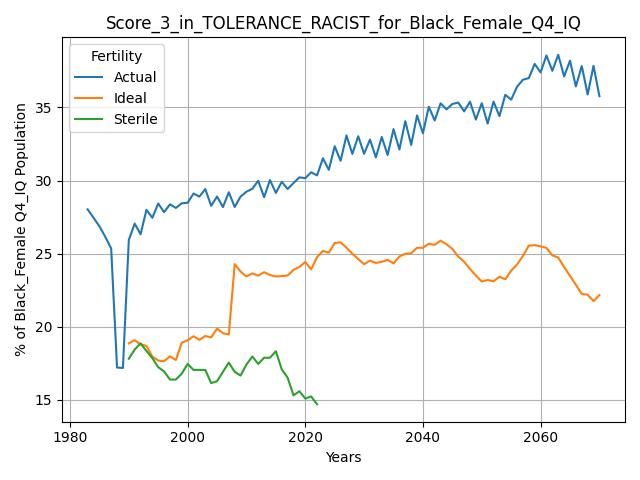 Score_3_in_TOLERANCE_RACIST_for_Black_Female_Q4_IQ
Fertility
Actual
Ideal
Sterile
% of Black_Female Q4_IQ Population
35
30
25
20
15
1980
2000
2020
2040
2060
Years